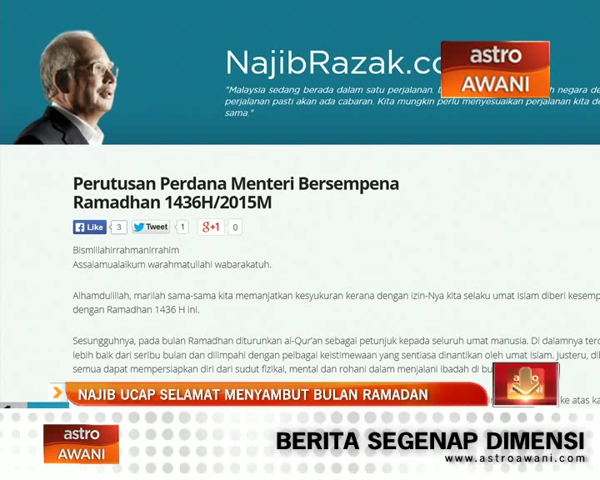 NajibRazak.co
astro
AWANI
"Malaysia sedang berada dalam satu perjalanan. negara de
perjalanan pasti akan ada cabaran. Kita mungkin perlu menyesuaikan perjalanan kita de
sama."
Perutusan Perdana Menteri Bersempena
Ramadhan 1436H/2015M
Like 3 Tweet 1 g+1 0
Bismillahirrahmanirrahim
Assalamualaikum warahmatullahi wabarakatuh.
Alhamdulillah, marilah sama-sama kita memanjatkan kesyukuran kerana dengan izin-Nya kita selaku umat Islam diberi kesemp
dengan Ramadhan 1436 H ini.
Sesungguhnya, pada bulan Ramadhan diturunkan al-Qur'an sebagai petunjuk kepada seluruh umat manusia. Di dalamnya terd
lebih baik dari seribu bulan dan dilimpahi dengan pelbagai keistimewaan yang sentiasa dinantikan oleh umat Islam. Justeru, di
semua dapat mempersiapkan diri dari sudut fizikal, mental dan rohani dalam menjalani ibadah di bu
NAJIB UCAP SELAMAT MENYAMBUT BULAN RAMADAN
ke atas ka
astro
AWANI
BERITA SEGENAP DIMENSI
www.astroawani.com